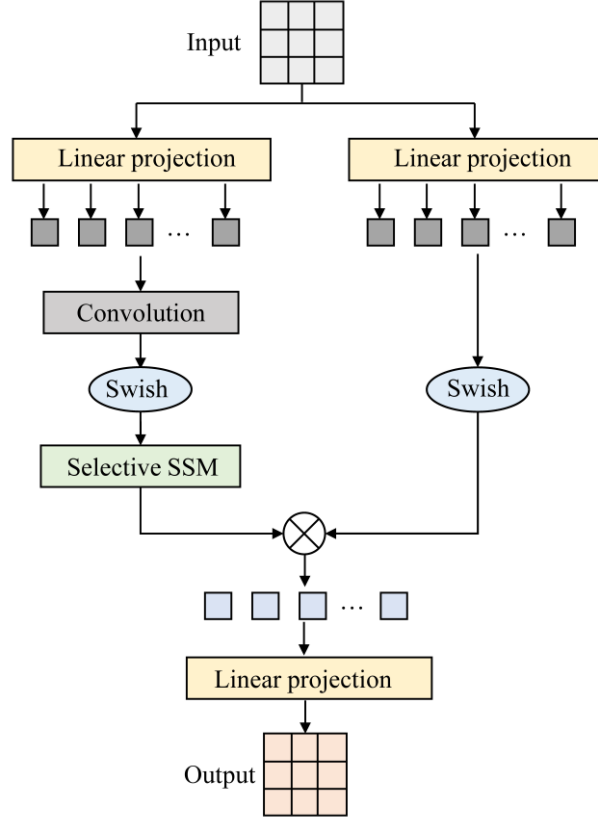 Input
Linear projection
Linear projection
...
...
Convolution
Swish
Swish
Selective SSM
...
Linear projection
Output